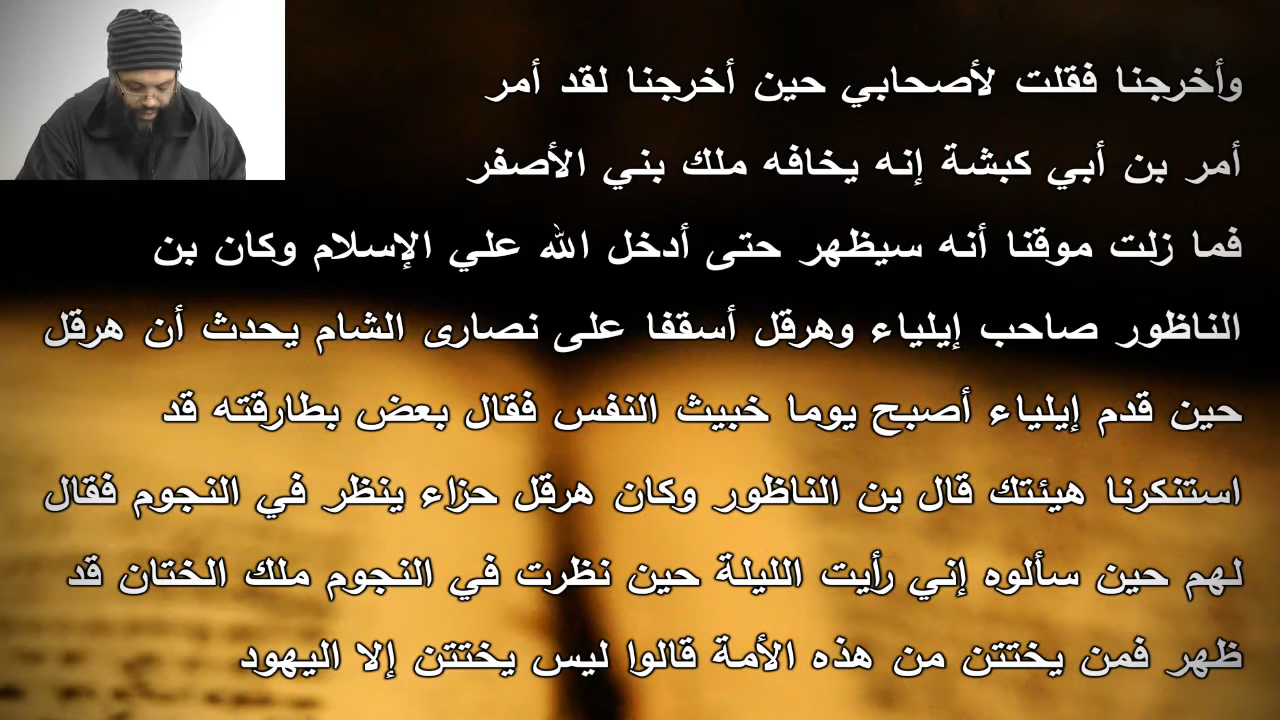 وأخرجنا فقلت لأصحابي حين أخرجنا لقد أمر
أمر بن أبي كبشة إنه يخافه ملك بني الأصفر
فما زلت موقنا أنه سيظهر حتى أدخل الله علي الإسلام وكان بن
الناظور صاحب إيلياء وهرقل أسقفا على نصارى الشام يحدث أن هرقل
حين قدم إيلياء أصبح يوما خبيث النفس فقال بعض بطارقته قد
استنكرنا هيئتك قال بن الناظور وكان هرقل حزاء ينظر في النجوم فقال
لهم حين سألوه إني رأيت الليلة حين نظرت في النجوم ملك الختان قد
ظهر فمن يختتن من هذه الأمة قالوا ليس يختتن إلا اليهود